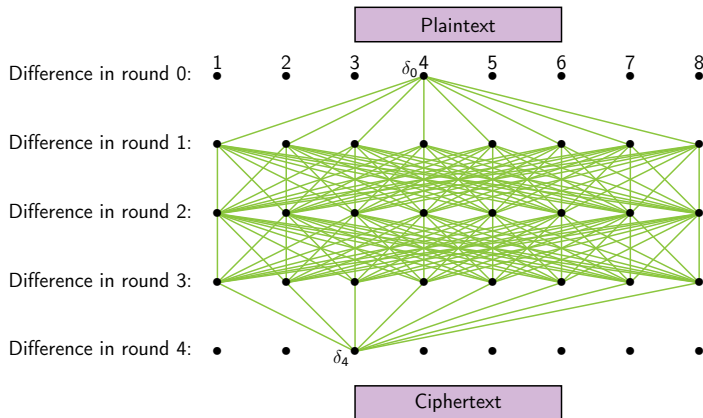 Plaintext
1 2 3 4 5 6 7 8
Difference in round 0: δ0
Difference in round 1:
Difference in round 2:
Difference in round 3:
Difference in round 4:
δ4
Ciphertext